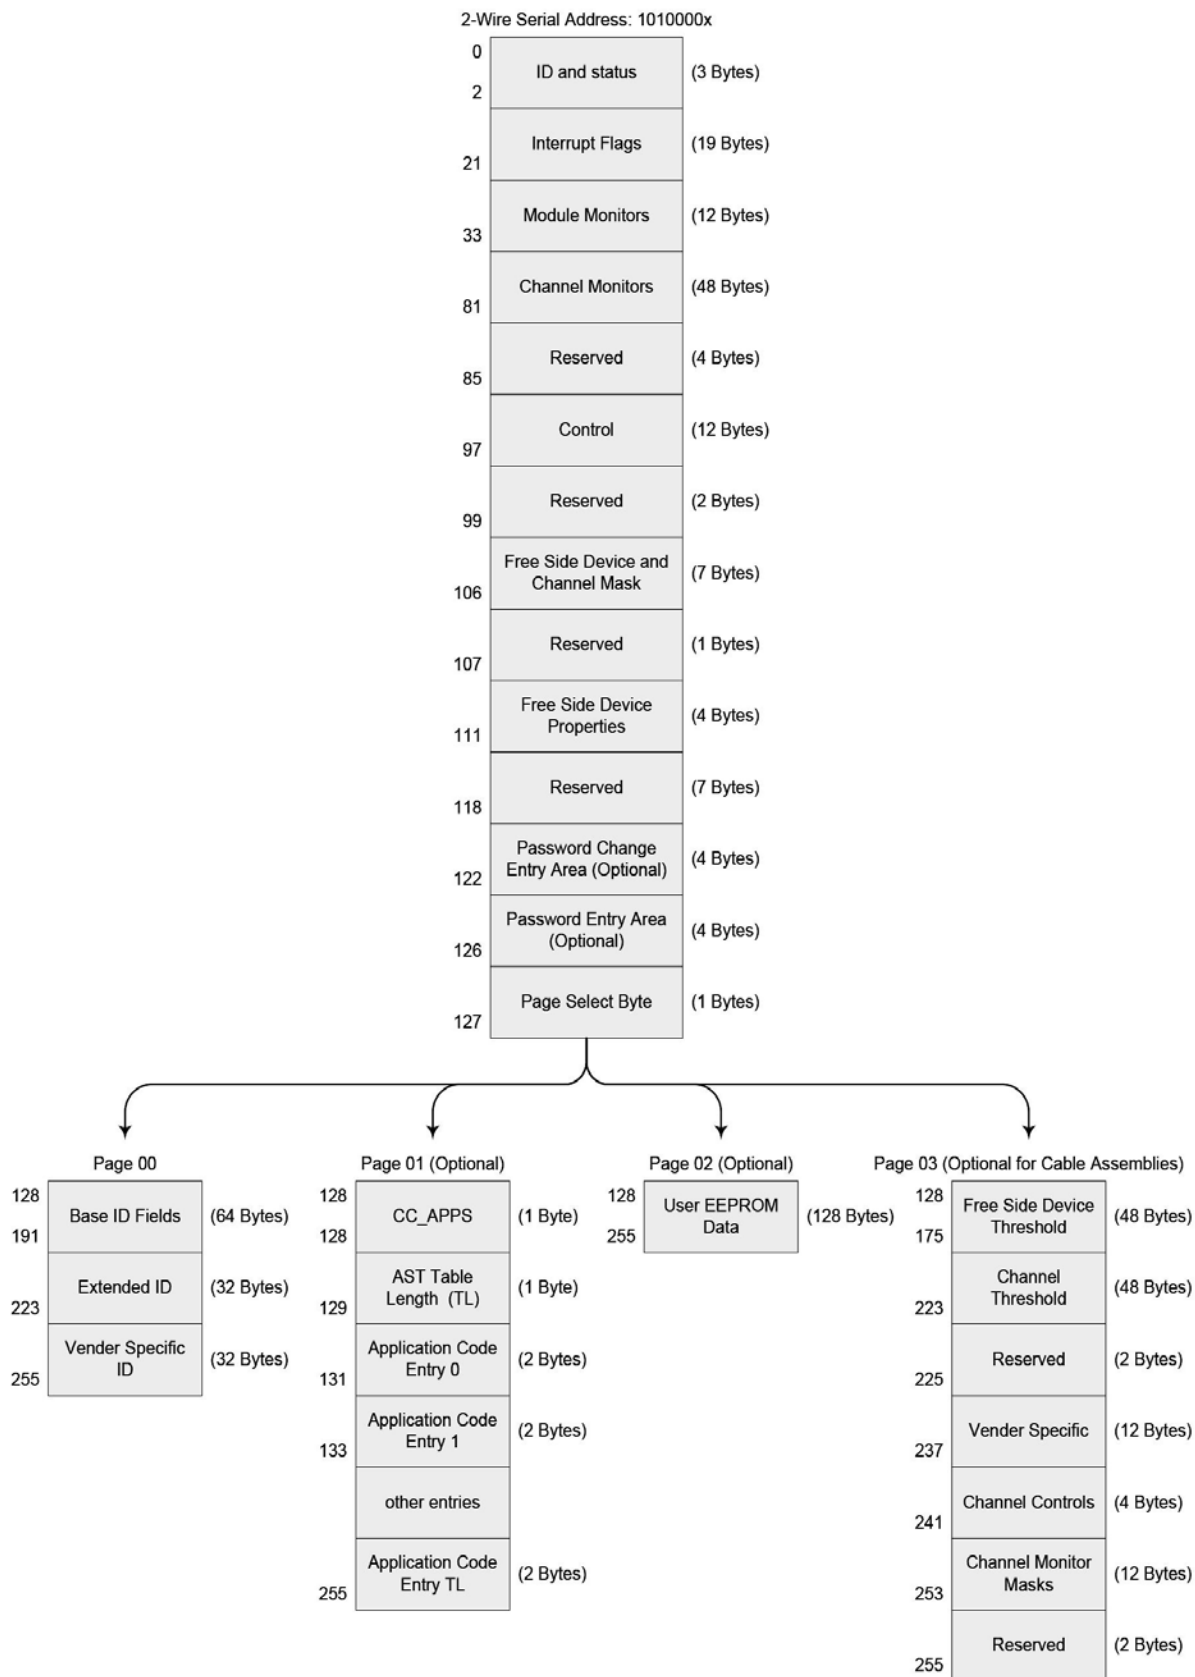 2-Wire Serial Address: 1010000x
0
ID and status (3 Bytes)
2
Interrupt Flags (19 Bytes)
21
Module Monitors (12 Bytes)
33
Channel Monitors (48 Bytes)
81
Reserved (4 Bytes)
85
Control (12 Bytes)
97
Reserved (2 Bytes)
99
Free Side Device and
Channel Mask
(7 Bytes)
106
Reserved (1 Bytes)
107
Free Side Device
Properties
(4 Bytes)
111
Reserved (7 Bytes)
118
Password Change
Entry Area (Optional)
(4 Bytes)
122
Password Entry Area
(Optional)
(4 Bytes)
126
Page Select Byte (1 Bytes)
127
Page 00
128
Base ID Fields (64 Bytes)
191
Extended ID (32 Bytes)
223
Vender Specific
ID
(32 Bytes)
255
Page 01 (Optional)
128
CC_APPS (1 Byte)
128
AST Table
Length (TL)
(1 Byte)
129
Application Code
Entry 0
(2 Bytes)
131
Application Code
Entry 1
(2 Bytes)
133
other entries
Application Code
Entry TL
(2 Bytes)
255
Page 02 (Optional)
128
User EEPROM
Data
(128 Bytes)
255
Page 03 (Optional for Cable Assemblies)
128
Free Side Device
Threshold
(48 Bytes)
175
Channel
Threshold
(48 Bytes)
223
Reserved (2 Bytes)
225
Vender Specific (12 Bytes)
237
Channel Controls (4 Bytes)
241
Channel Monitor
Masks
(12 Bytes)
253
Reserved (2 Bytes)
255